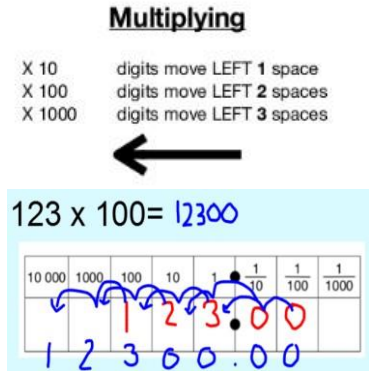 Multiplying
X 10 digits move LEFT 1 space
X 100 digits move LEFT 2 spaces
X 1000 digits move LEFT 3 spaces
123 x 100= 12300
10 000 1000 100 10 1 . 1/10 1/100 1/1000
1 2 3 . 0 0
1 2 3 0 0 . 0 0